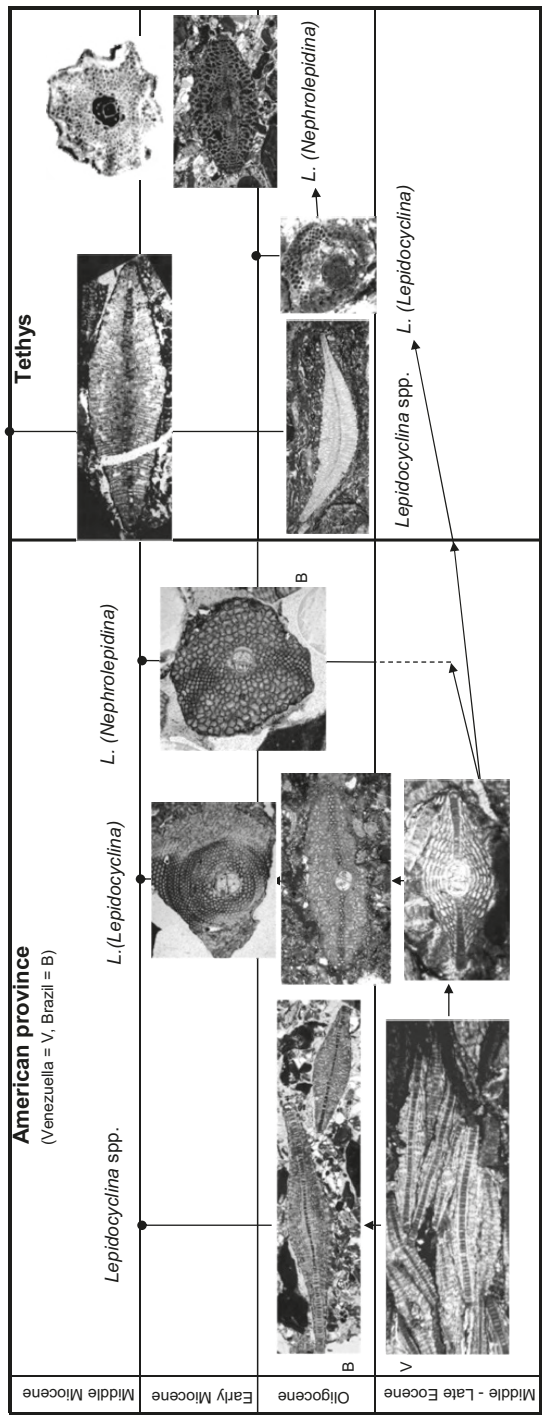 American province
(Venezuella = V, Brazil = B)
Tethys
Lepidocyclina spp.
L.(Lepidocyclina)
L. (Nephrolepidina)
Middle Miocene
Early Miocene
B
L. (Nephrolepidina)
Oligocene
B
Lepidocyclina spp.
L. (Lepidocyclina)
Middle - Late Eocene
V